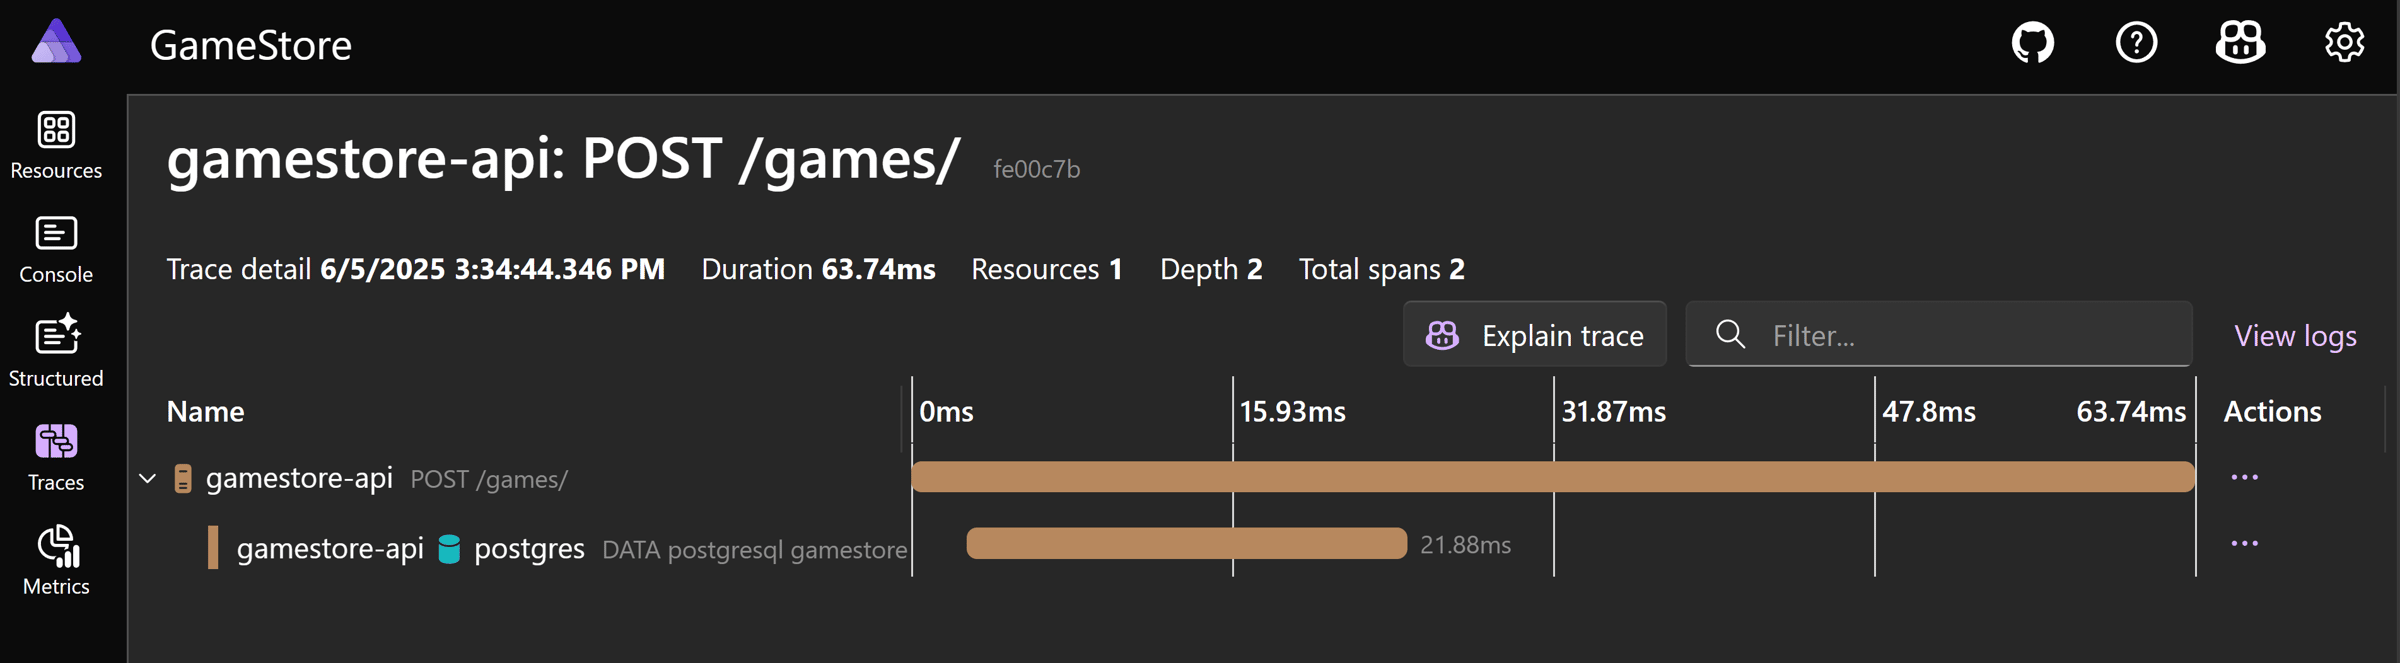 GameStore
Resources
Console
Structured
Traces
Metrics
gamestore-api: POST /games/ fe00c7b
Trace detail 6/5/2025 3:34:44.346 PM Duration 63.74ms Resources 1 Depth 2 Total spans 2
Explain trace Filter... View logs
Name 0ms 15.93ms 31.87ms 47.8ms 63.74ms Actions
gamestore-api POST /games/ ...
gamestore-api postgres DATA postgresql gamestore 21.88ms ...